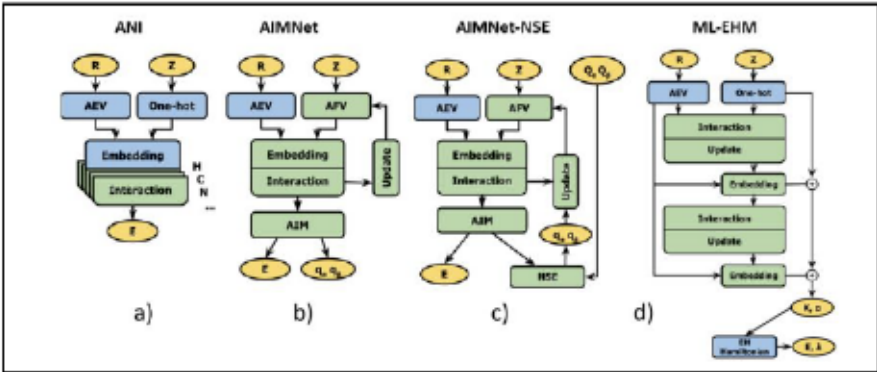 ANI
R Z
AEV One-hot
Embedding
Interaction
H
C
N
...
E
a)
AIMNet
R Z
AEV AFV
Embedding
Interaction
Update
AIM
E
b)
AIMNet-NSE
R Z
AEV AFV
Embedding
Interaction
Update
AIM
E
NSE
c)
ML-EHM
R Z
AEV One-hot
Interaction
Update
Embedding
Interaction
Update
Embedding
EH
Hamiltonian
d)